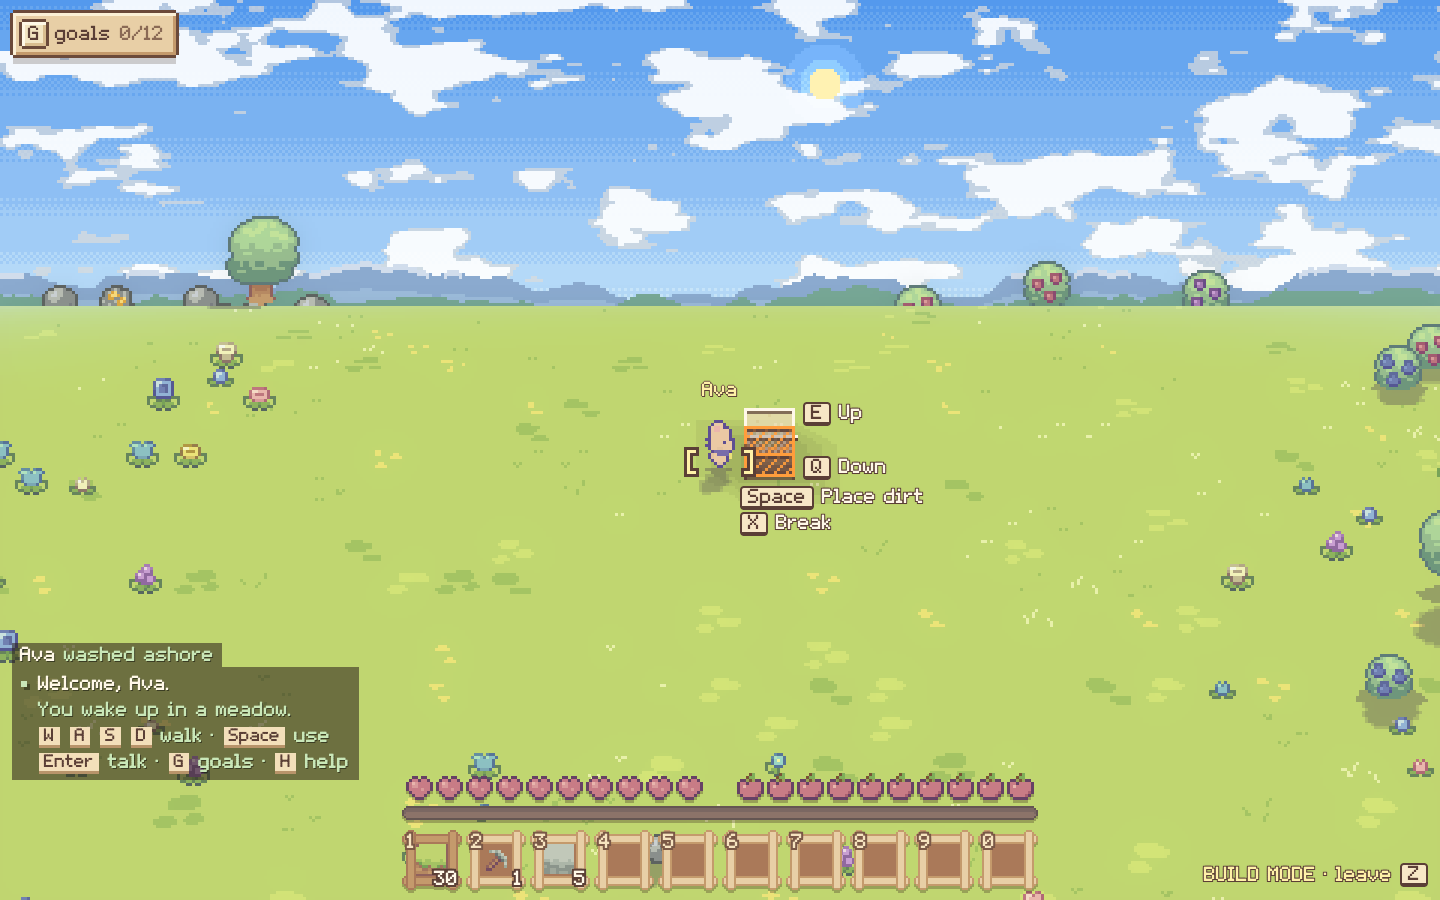 G goals 0/12
Ava
E Up
Q Down
Space Place dirt
X Break
Ava washed ashore
Welcome, Ava.
You wake up in a meadow.
W A S D walk · Space use
Enter talk · G goals · H help
1 2 3 4 5 6 7 8 9 0
30 1 5
BUILD MODE · leave Z